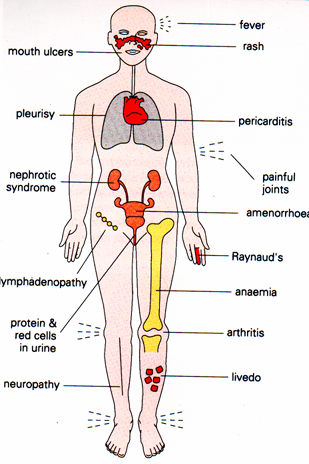 fever
mouth ulcers
rash
pleurisy
pericarditis
nephrotic
syndrome
painful
joints
amenorrhoea
lymphadenopathy
Raynaud's
anaemia
protein &
red cells
in urine
arthritis
neuropathy
livedo